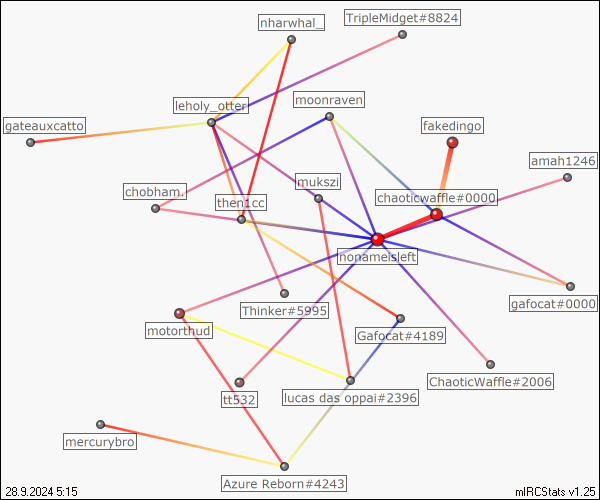 TripleMidget#8824
nharwhal_
moonraven
leholy_otter
gateauxcatto
fakedingo
amah1246
mukszi
chobham.
chaoticwaffle#0000
then1cc
nonameisleft
gafocat#0000
Thinker#5995
motorthud
Gafocat#4189
ChaoticWaffle#2006
tt532
lucas das oppai#2396
mercurybro
Azure Reborn#4243
28.9.2024 5:15
mIRCStats v1.25